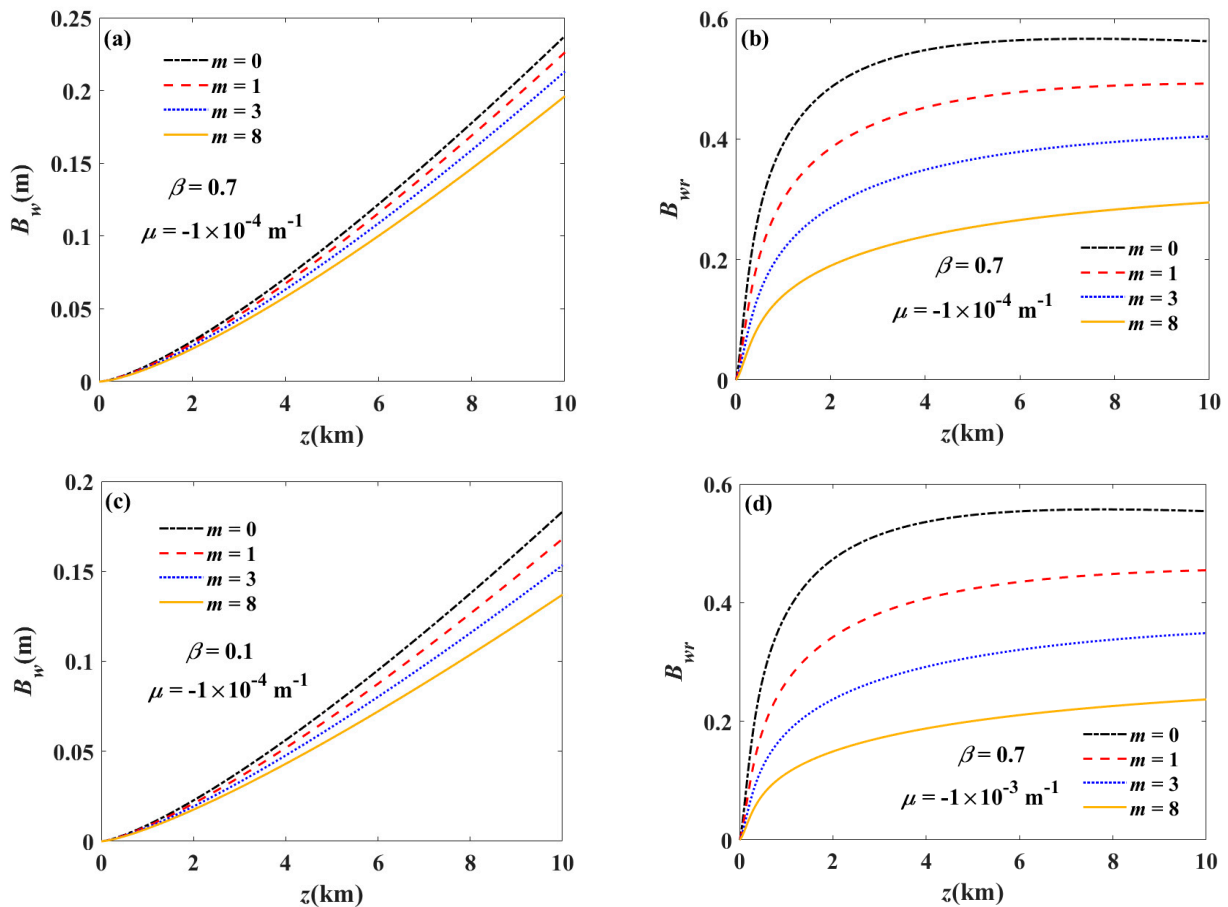 (a)
m = 0
m = 1
m = 3
m = 8
β = 0.7
μ = -1×10⁻⁴ m⁻¹
B_w(m)
0.25
0.2
0.15
0.1
0.05
0
0 2 4 6 8 10
z(km)
(b)
B_wr
0.6
0.4
0.2
0
β = 0.7
μ = -1×10⁻⁴ m⁻¹
m = 0
m = 1
m = 3
m = 8
0 2 4 6 8 10
z(km)
(c)
m = 0
m = 1
m = 3
m = 8
β = 0.1
μ = -1×10⁻⁴ m⁻¹
B_w(m)
0.2
0.15
0.1
0.05
0
0 2 4 6 8 10
z(km)
(d)
B_wr
0.6
0.4
0.2
0
β = 0.7
μ = -1×10⁻³ m⁻¹
m = 0
m = 1
m = 3
m = 8
0 2 4 6 8 10
z(km)